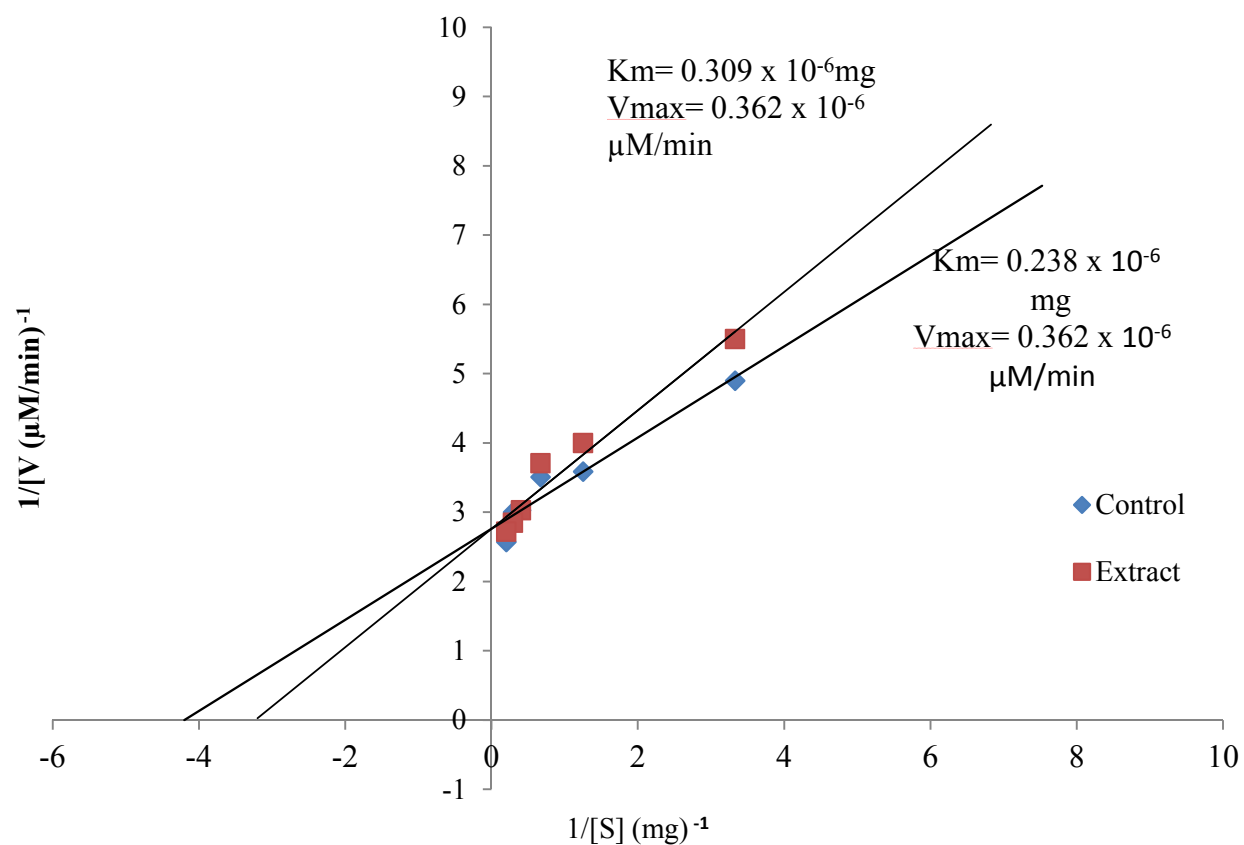 10
9
8
7
6
5
4
3
2
1
0
-1
-6
-4
-2
0
2
4
6
8
10
1/[V (µM/min)⁻¹
1/[S] (mg) ⁻¹
Km= 0.309 x 10⁻⁶mg
Vmax= 0.362 x 10⁻⁶
µM/min
Km= 0.238 x 10⁻⁶
mg
Vmax= 0.362 x 10⁻⁶
µM/min
Control
Extract